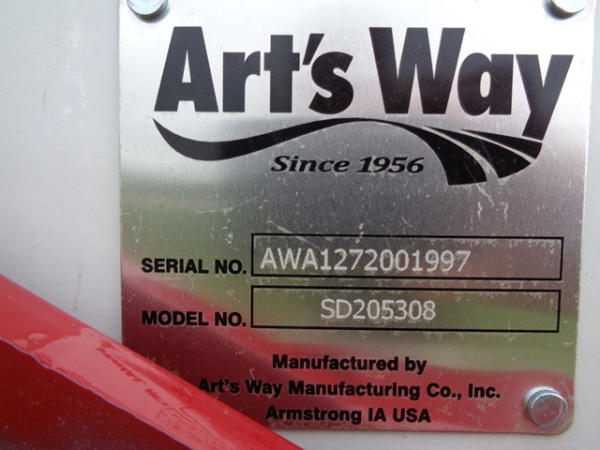 Art's Way
Since 1956
SERIAL NO. AWA1272001997
MODEL NO. SD205308
Manufactured by
Art's Way Manufacturing Co., Inc.
Armstrong IA USA